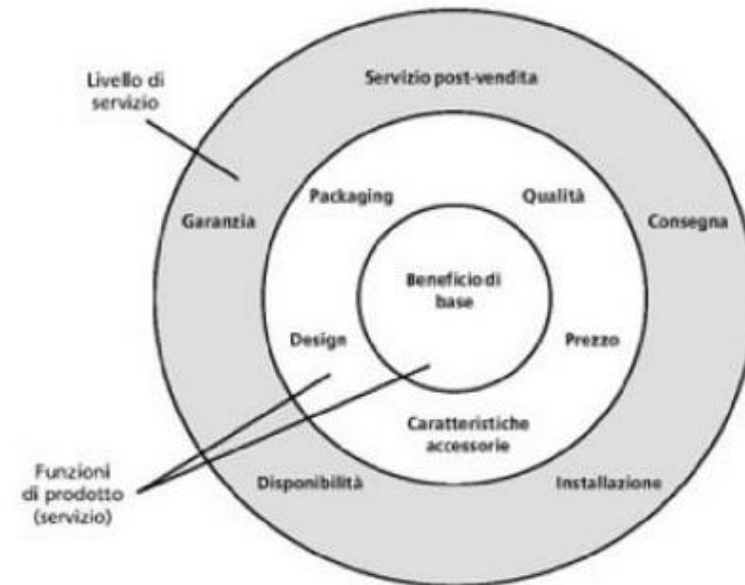 Livello di
servizio
Servizio post-vendita
Packaging
Qualità
Garanzia
Consegna
Beneficio di
base
Design
Prezzo
Caratteristiche
accessorie
Funzioni
di prodotto
(servizio)
Disponibilità
Installazione